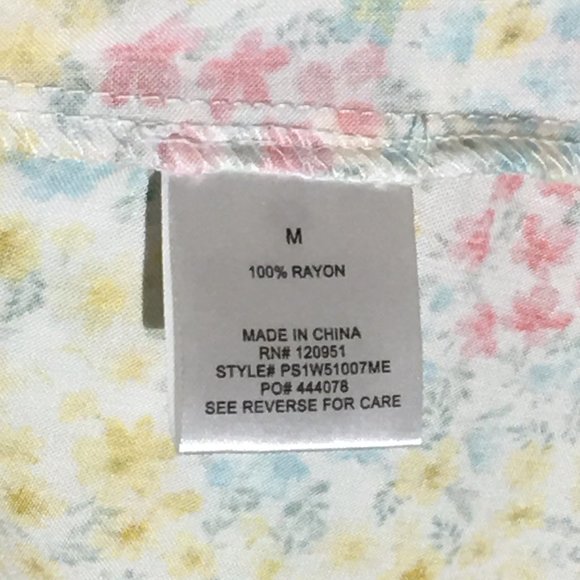 M
100% RAYON
MADE IN CHINA
RN# 120951
STYLE# PS1W51007ME
PO# 444078
SEE REVERSE FOR CARE